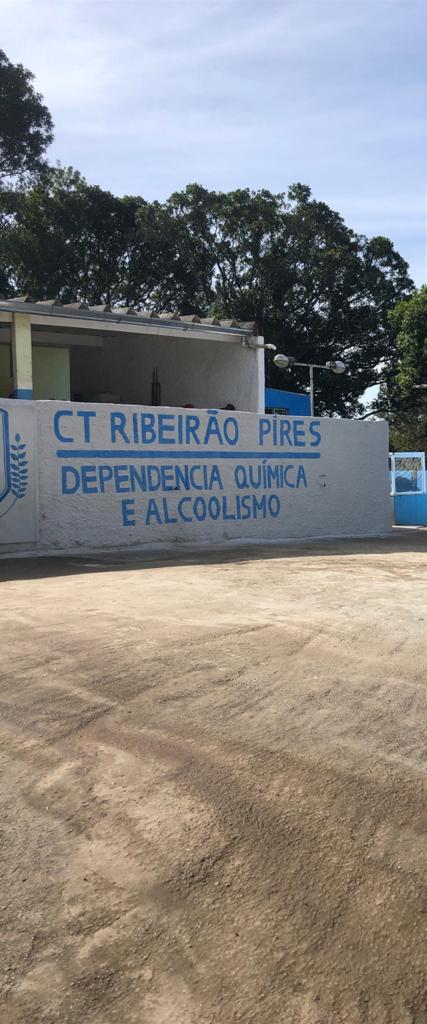 CT RIBEIRÃO PIRES
DEPENDENCIA QUÍMICA
E ALCOOLISMO